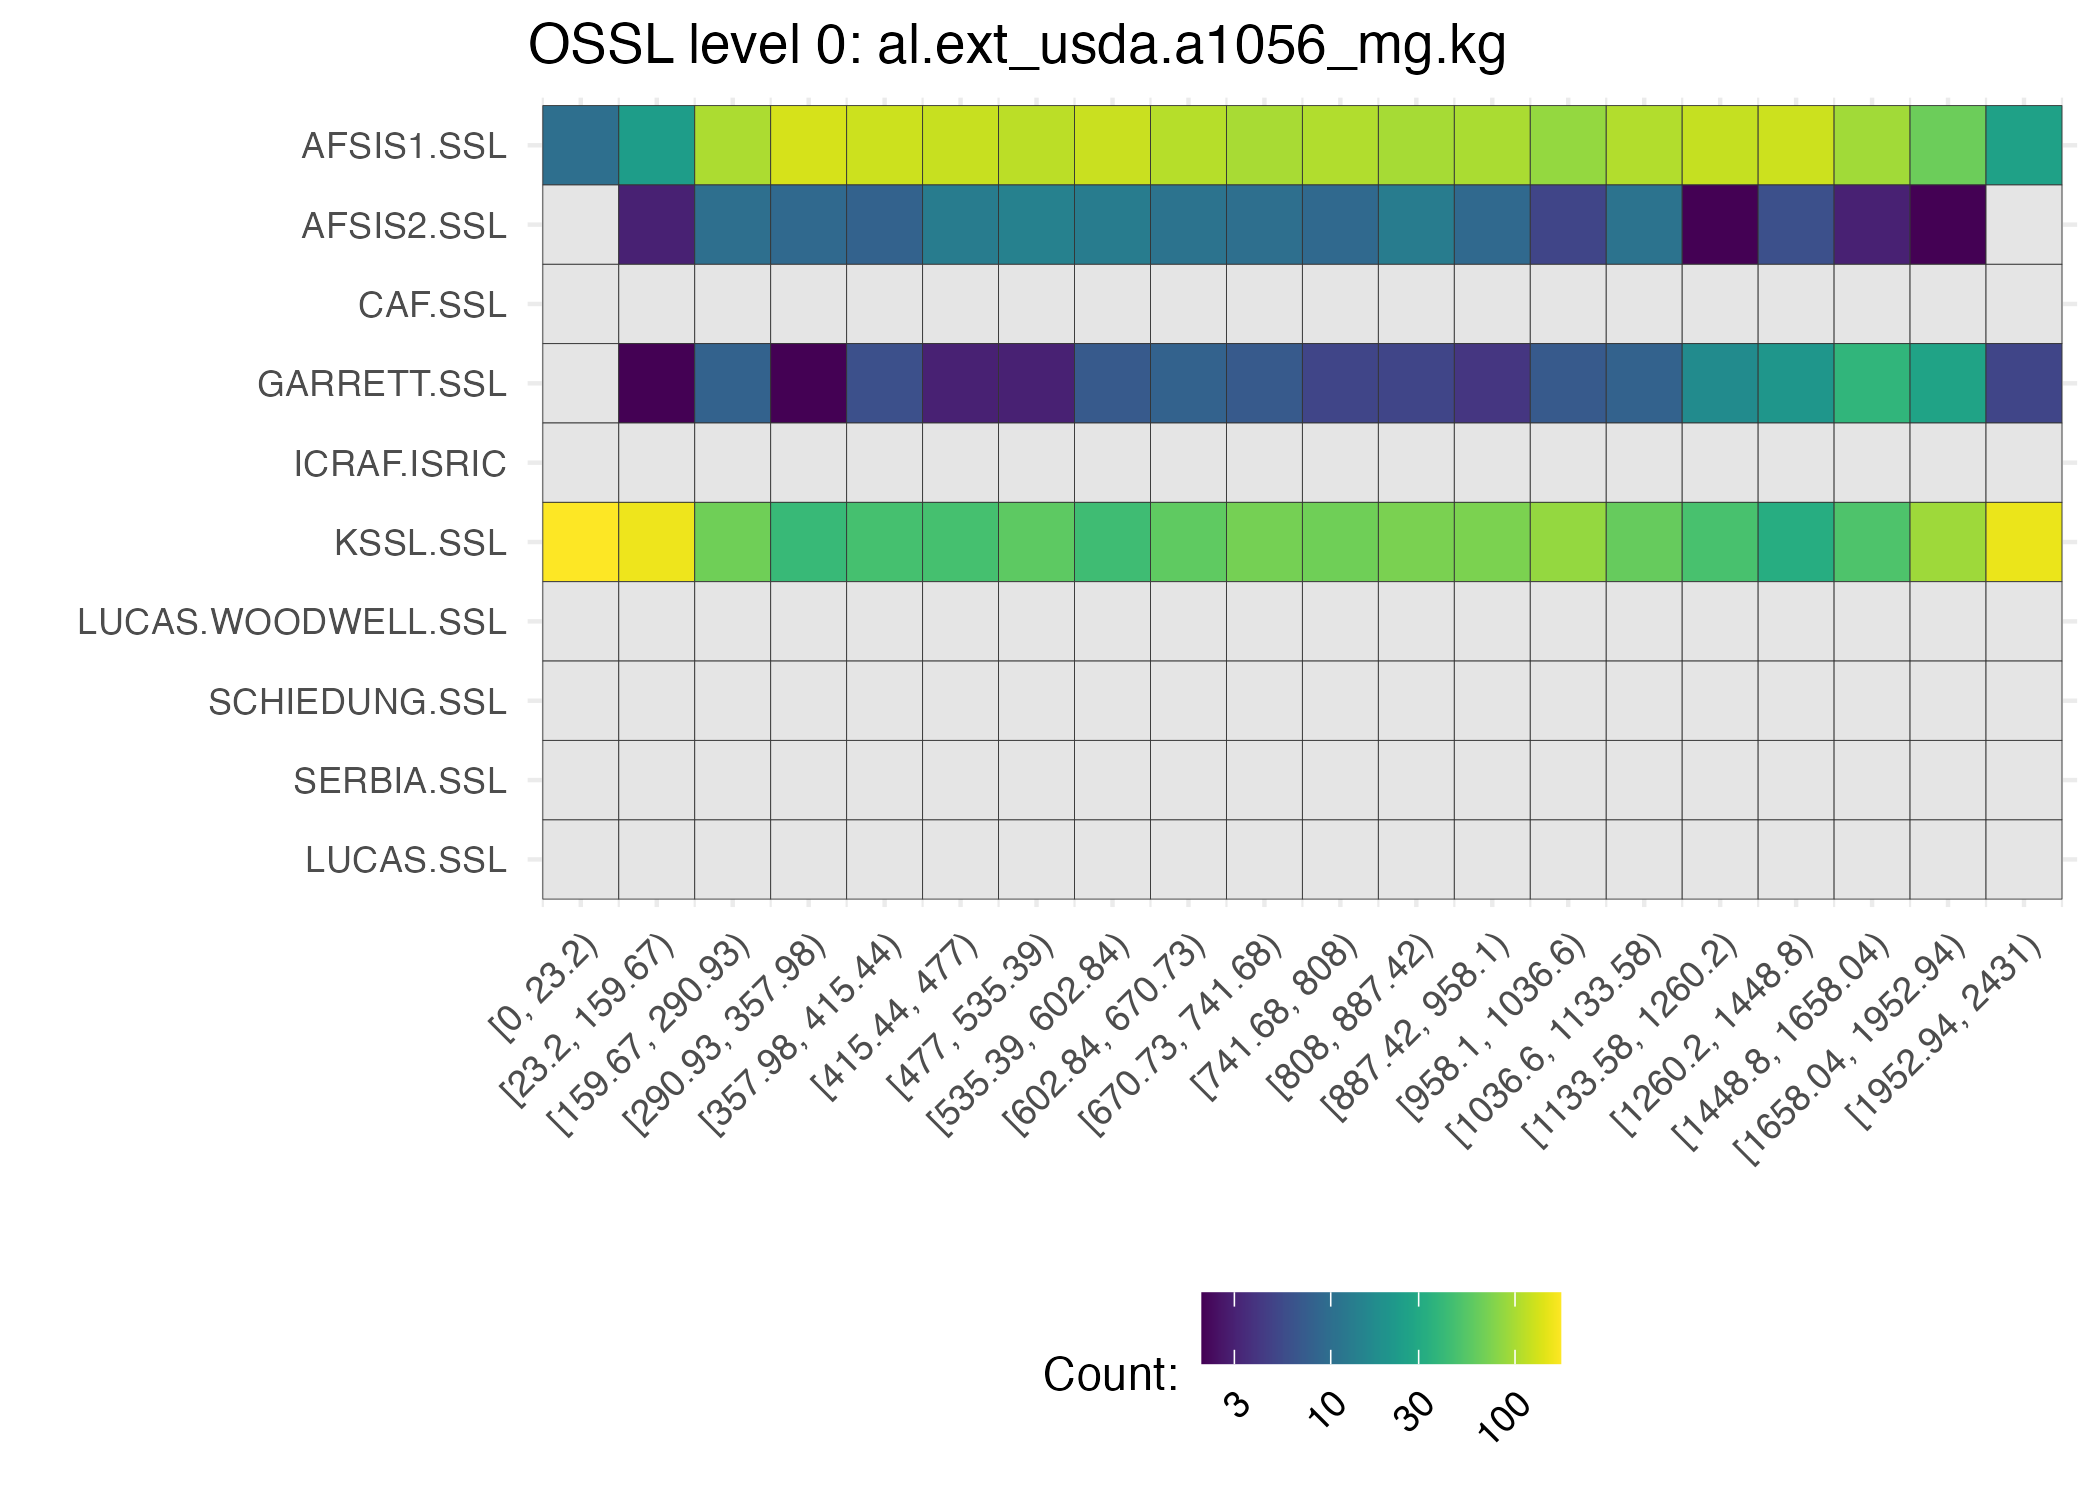 OSSL level 0: al.ext_usda.a1056_mg.kg
AFSIS1.SSL
AFSIS2.SSL
CAF.SSL
GARRETT.SSL
ICRAF.ISRIC
KSSL.SSL
LUCAS.WOODWELL.SSL
SCHIEDUNG.SSL
SERBIA.SSL
LUCAS.SSL
[0, 23.2)
[23.2, 159.67)
[159.67, 290.93)
[290.93, 357.98)
[357.98, 415.44)
[415.44, 477)
[477, 535.39)
[535.39, 602.84)
[602.84, 670.73)
[670.73, 741.68)
[741.68, 808)
[808, 887.42)
[887.42, 958.1)
[958.1, 1036.6)
[1036.6, 1133.58)
[1133.58, 1260.2)
[1260.2, 1448.8)
[1448.8, 1658.04)
[1658.04, 1952.94)
[1952.94, 2431)
Count:
3
10
30
100